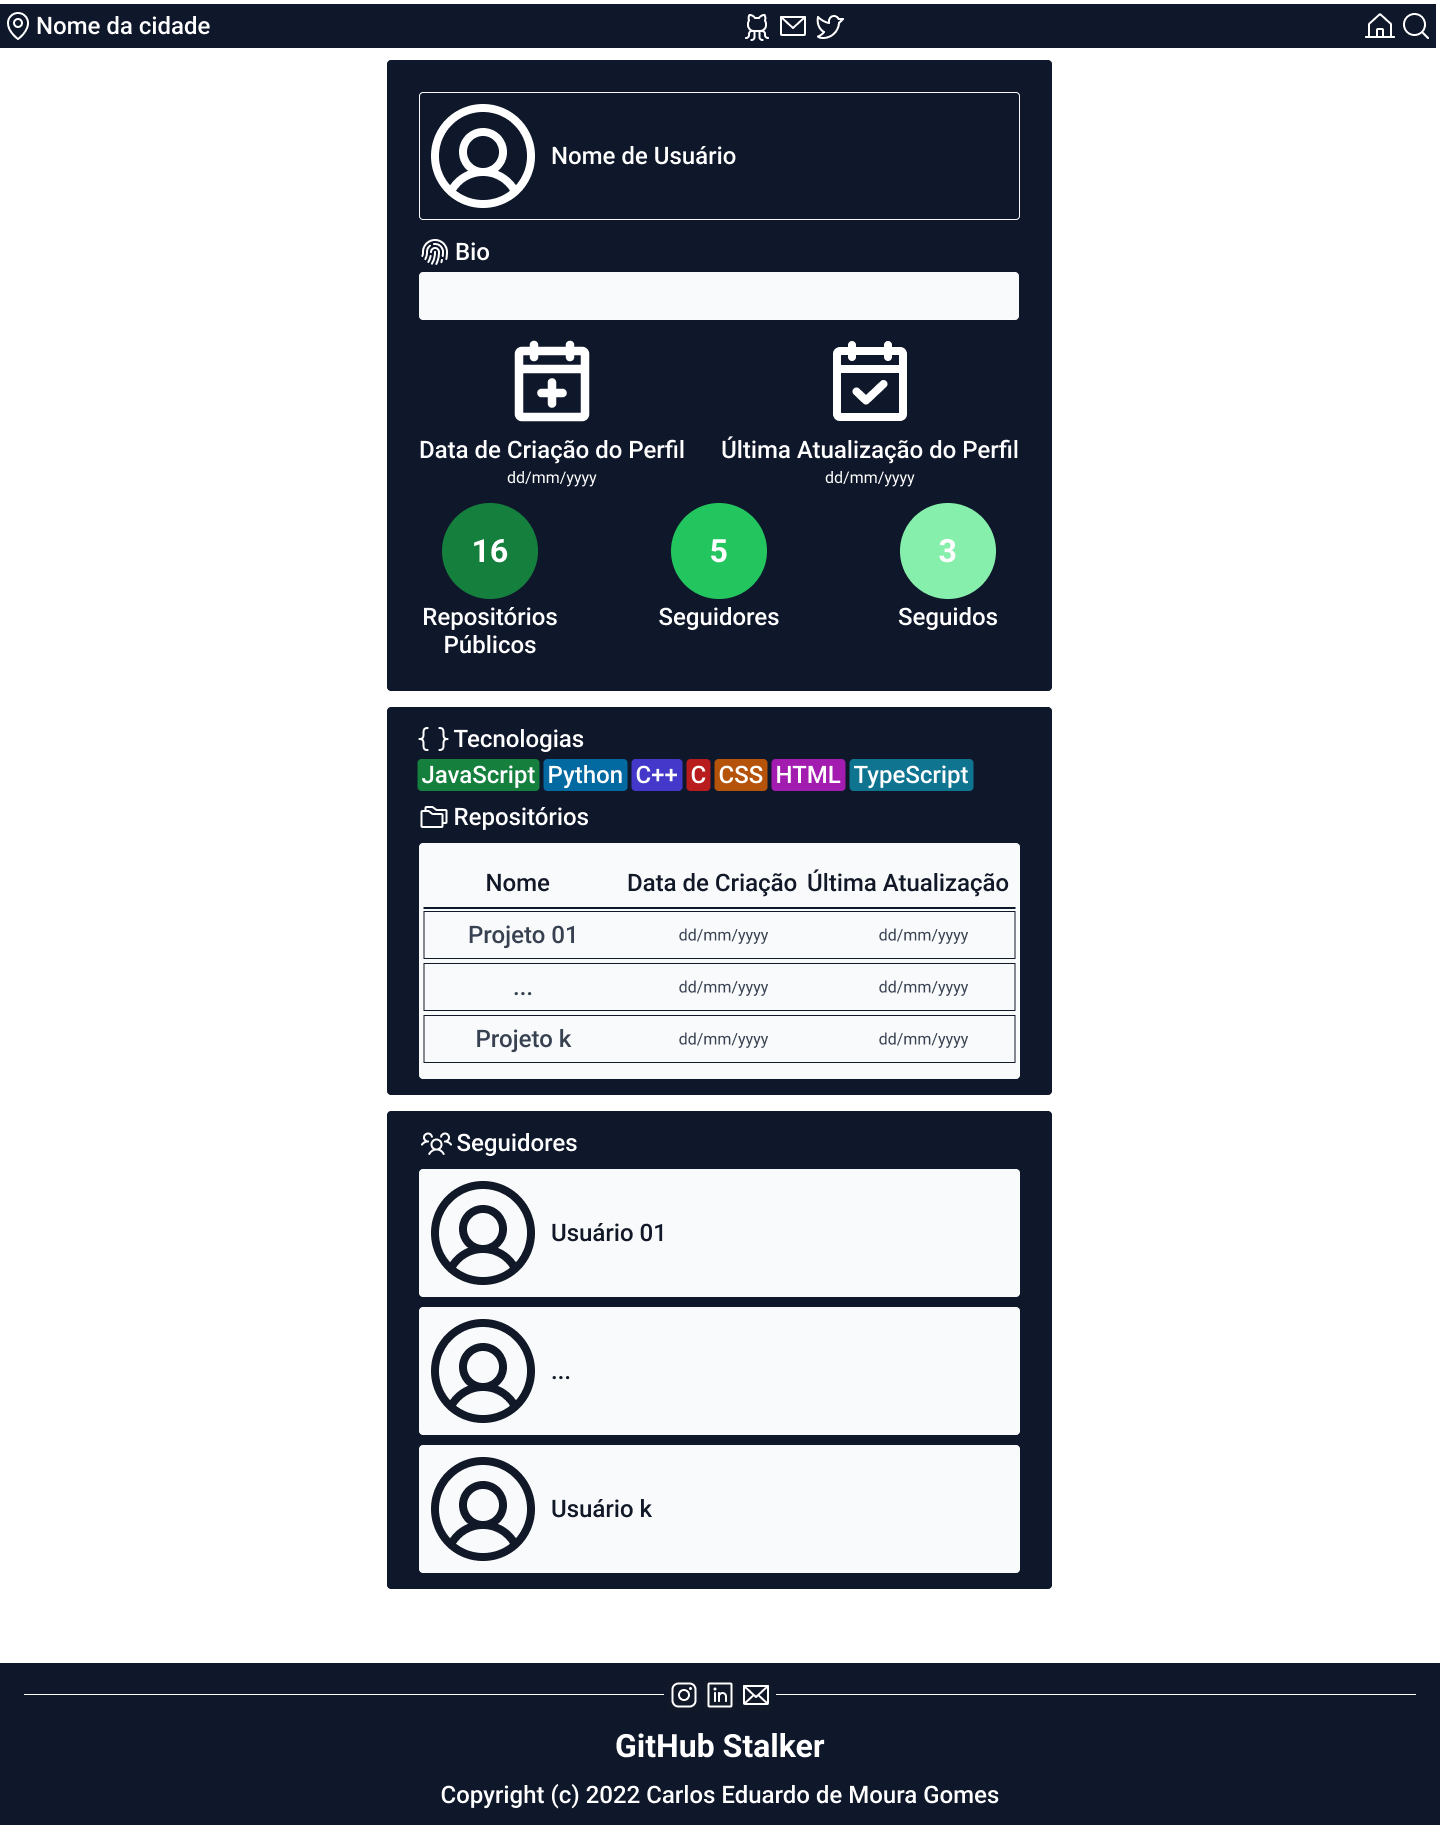 Nome da cidade
Nome de Usuário
Bio
Data de Criação do Perfil
dd/mm/yyyy
Última Atualização do Perfil
dd/mm/yyyy
16
Repositórios
Públicos
5
Seguidores
3
Seguidos
{ } Tecnologias
JavaScript Python C++ C CSS HTML TypeScript
Repositórios
Nome Data de Criação Última Atualização
Projeto 01 dd/mm/yyyy dd/mm/yyyy
... dd/mm/yyyy dd/mm/yyyy
Projeto k dd/mm/yyyy dd/mm/yyyy
Seguidores
Usuário 01
...
Usuário k
in
GitHub Stalker
Copyright (c) 2022 Carlos Eduardo de Moura Gomes